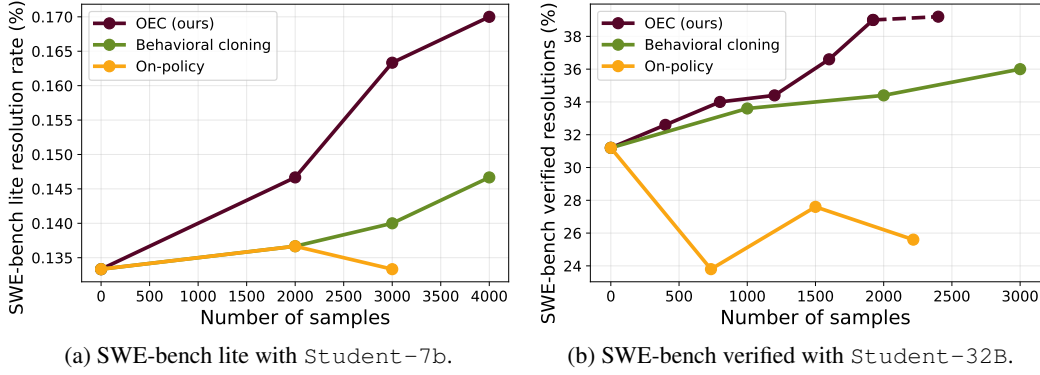 SWE-bench lite resolution rate (%)
0.170
0.165
0.160
0.155
0.150
0.145
0.140
0.135
OEC (ours)
Behavioral cloning
On-policy
0 500 1000 1500 2000 2500 3000 3500 4000
Number of samples
(a) SWE-bench lite with Student-7b.
SWE-bench verified resolutions (%)
38
36
34
32
30
28
26
24
OEC (ours)
Behavioral cloning
On-policy
0 500 1000 1500 2000 2500 3000
Number of samples
(b) SWE-bench verified with Student-32B.